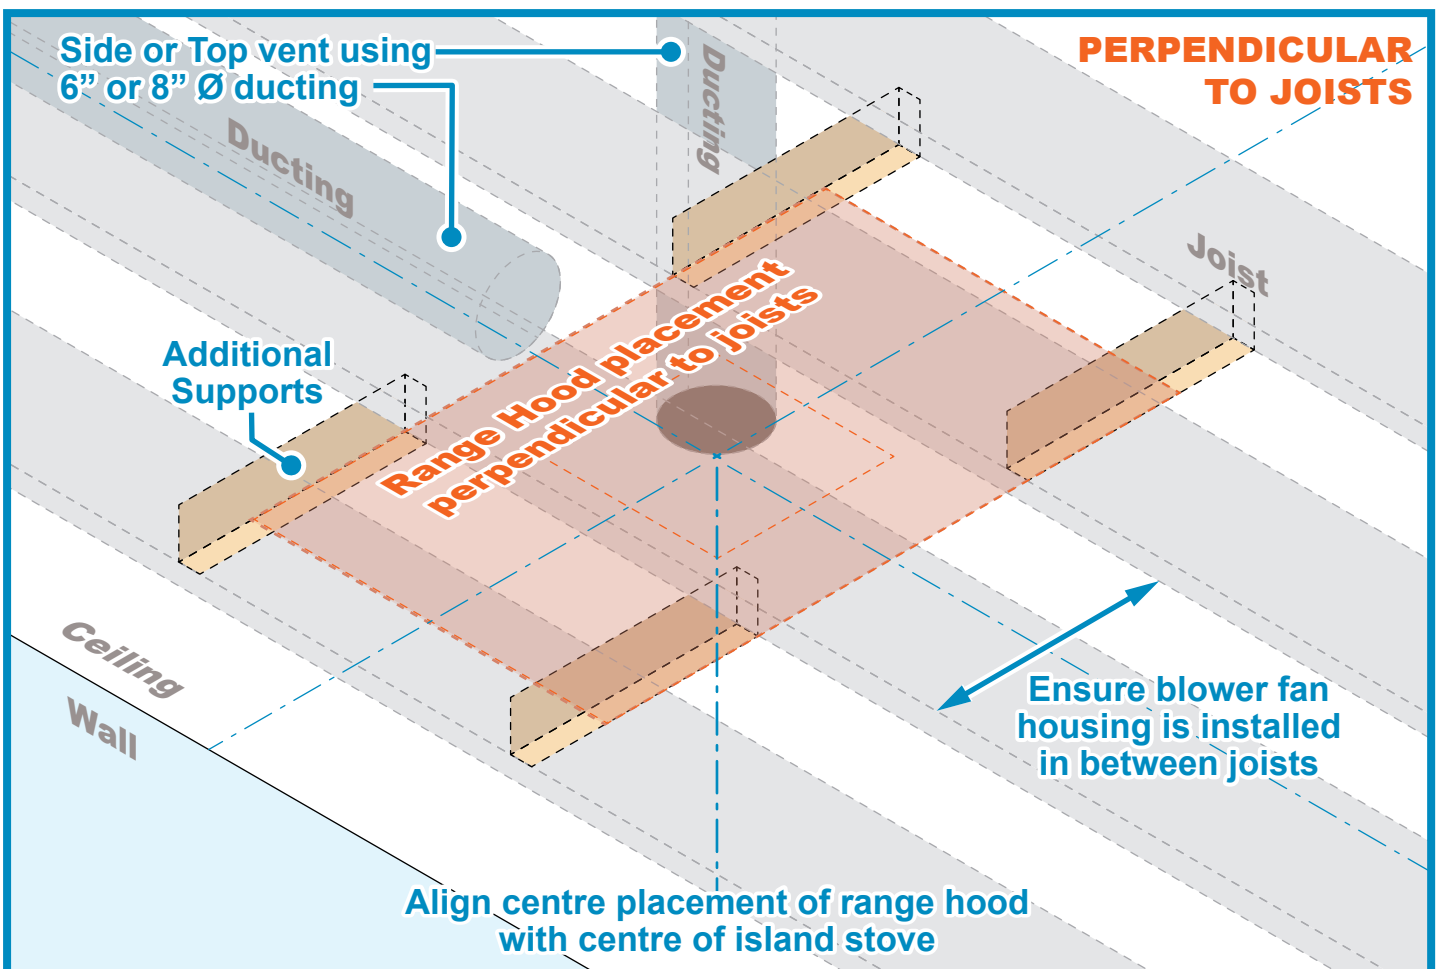 Side or Top vent using
6” or 8” Ø ducting
PERPENDICULAR
TO JOISTS
Ducting
Ducting
Joist
Range Hood placement
perpendicular to joists
Additional
Supports
Ceiling
Wall
Ensure blower fan
housing is installed
in between joists
Align centre placement of range hood
with centre of island stove